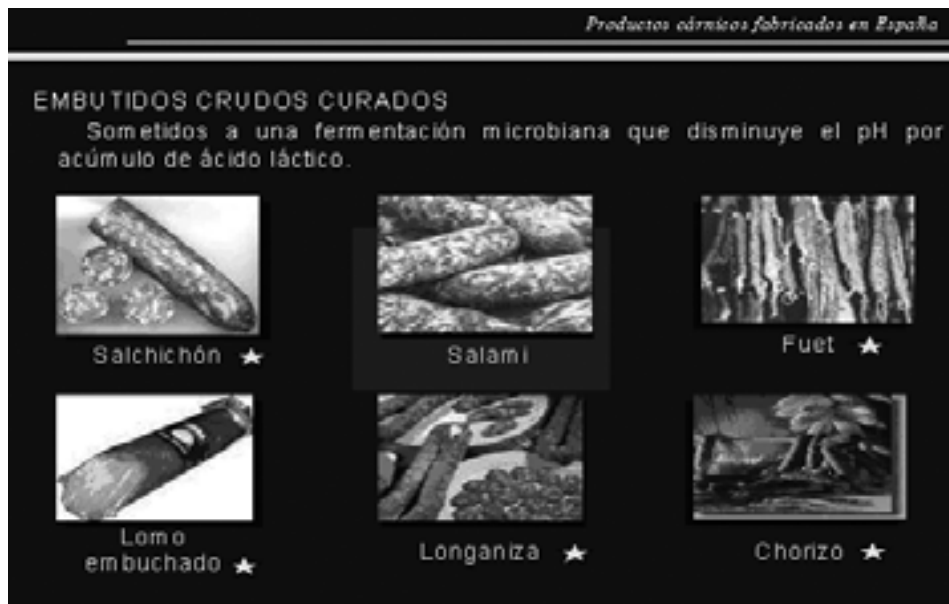 Productos cárnicos fabricados en España
EMBUTIDOS CRUDOS CURADOS
Sometidos a una fermentación microbiana que disminuye el pH por
acúmulo de ácido láctico.
Salchichón
Salami
Fuet
Lomo
embuchado
Longaniza
Chorizo